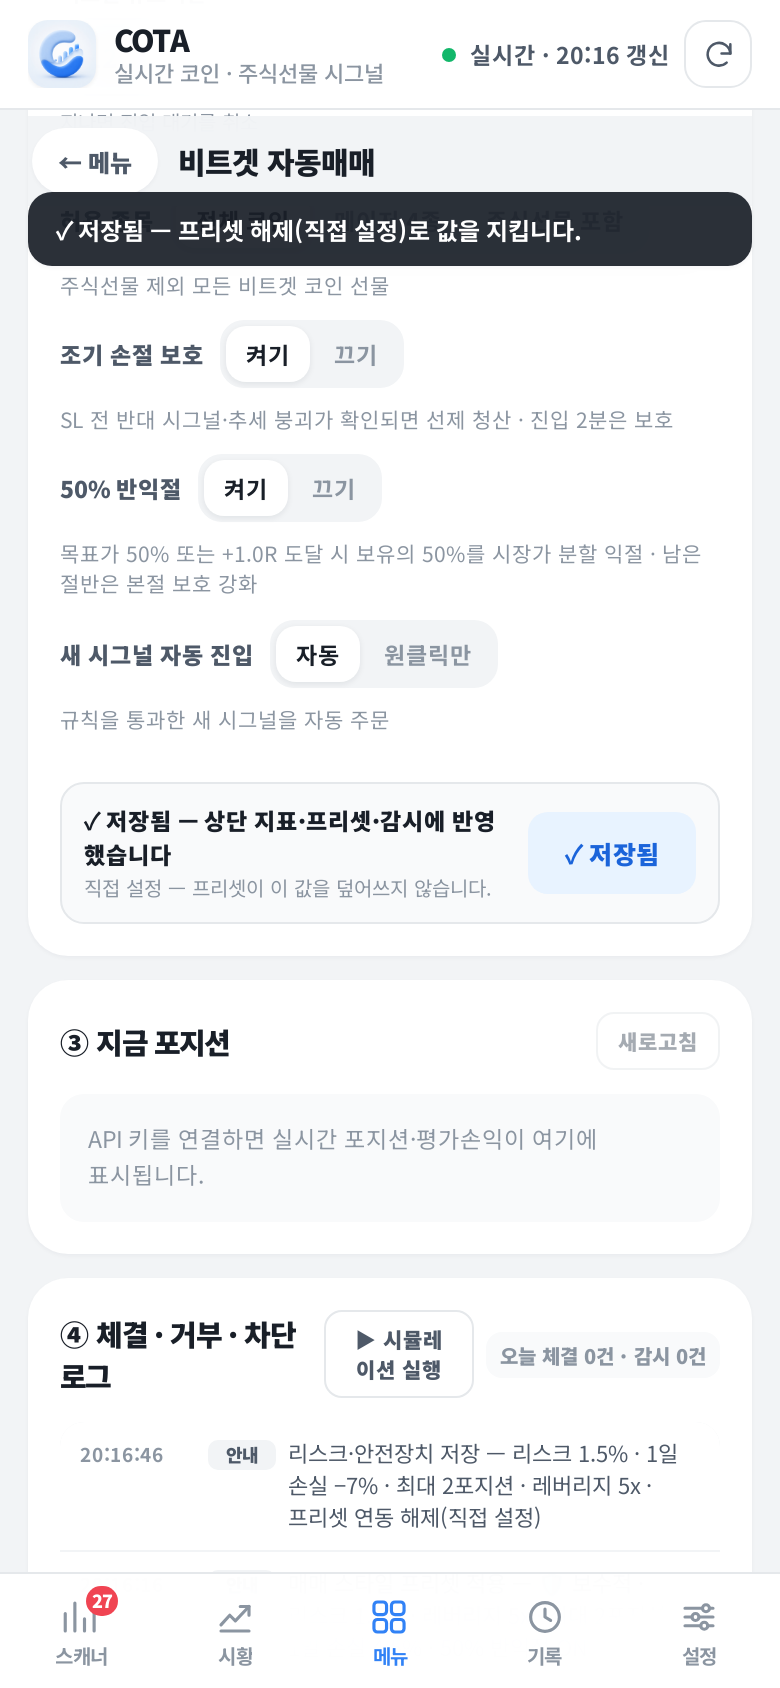 COTA
실시간 코인 · 주식선물 시그널
실시간 · 20:16 갱신
← 메뉴
비트겟 자동매매
✓ 저장됨 — 프리셋 해제(직접 설정)로 값을 지킵니다.
주식선물 제외 모든 비트겟 코인 선물
조기 손절 보호
켜기
끄기
SL 전 반대 시그널·추세 붕괴가 확인되면 선제 청산 · 진입 2분은 보호
50% 반익절
켜기
끄기
목표가 50% 또는 +1.0R 도달 시 보유의 50%를 시장가 분할 익절 · 남은
절반은 본절 보호 강화
새 시그널 자동 진입
자동
원클릭만
규칙을 통과한 새 시그널을 자동 주문
✓ 저장됨 — 상단 지표·프리셋·감시에 반영
했습니다
직접 설정 — 프리셋이 이 값을 덮어쓰지 않습니다.
✓ 저장됨
③ 지금 포지션
새로고침
API 키를 연결하면 실시간 포지션·평가손익이 여기에
표시됩니다.
④ 체결 · 거부 · 차단
로그
▶ 시뮬레
이션 실행
오늘 체결 0건 · 감시 0건
20:16:46
안내
리스크·안전장치 저장 — 리스크 1.5% · 1일
손실 −7% · 최대 2포지션 · 레버리지 5x ·
프리셋 연동 해제(직접 설정)
27
스캐너
시황
메뉴
기록
설정